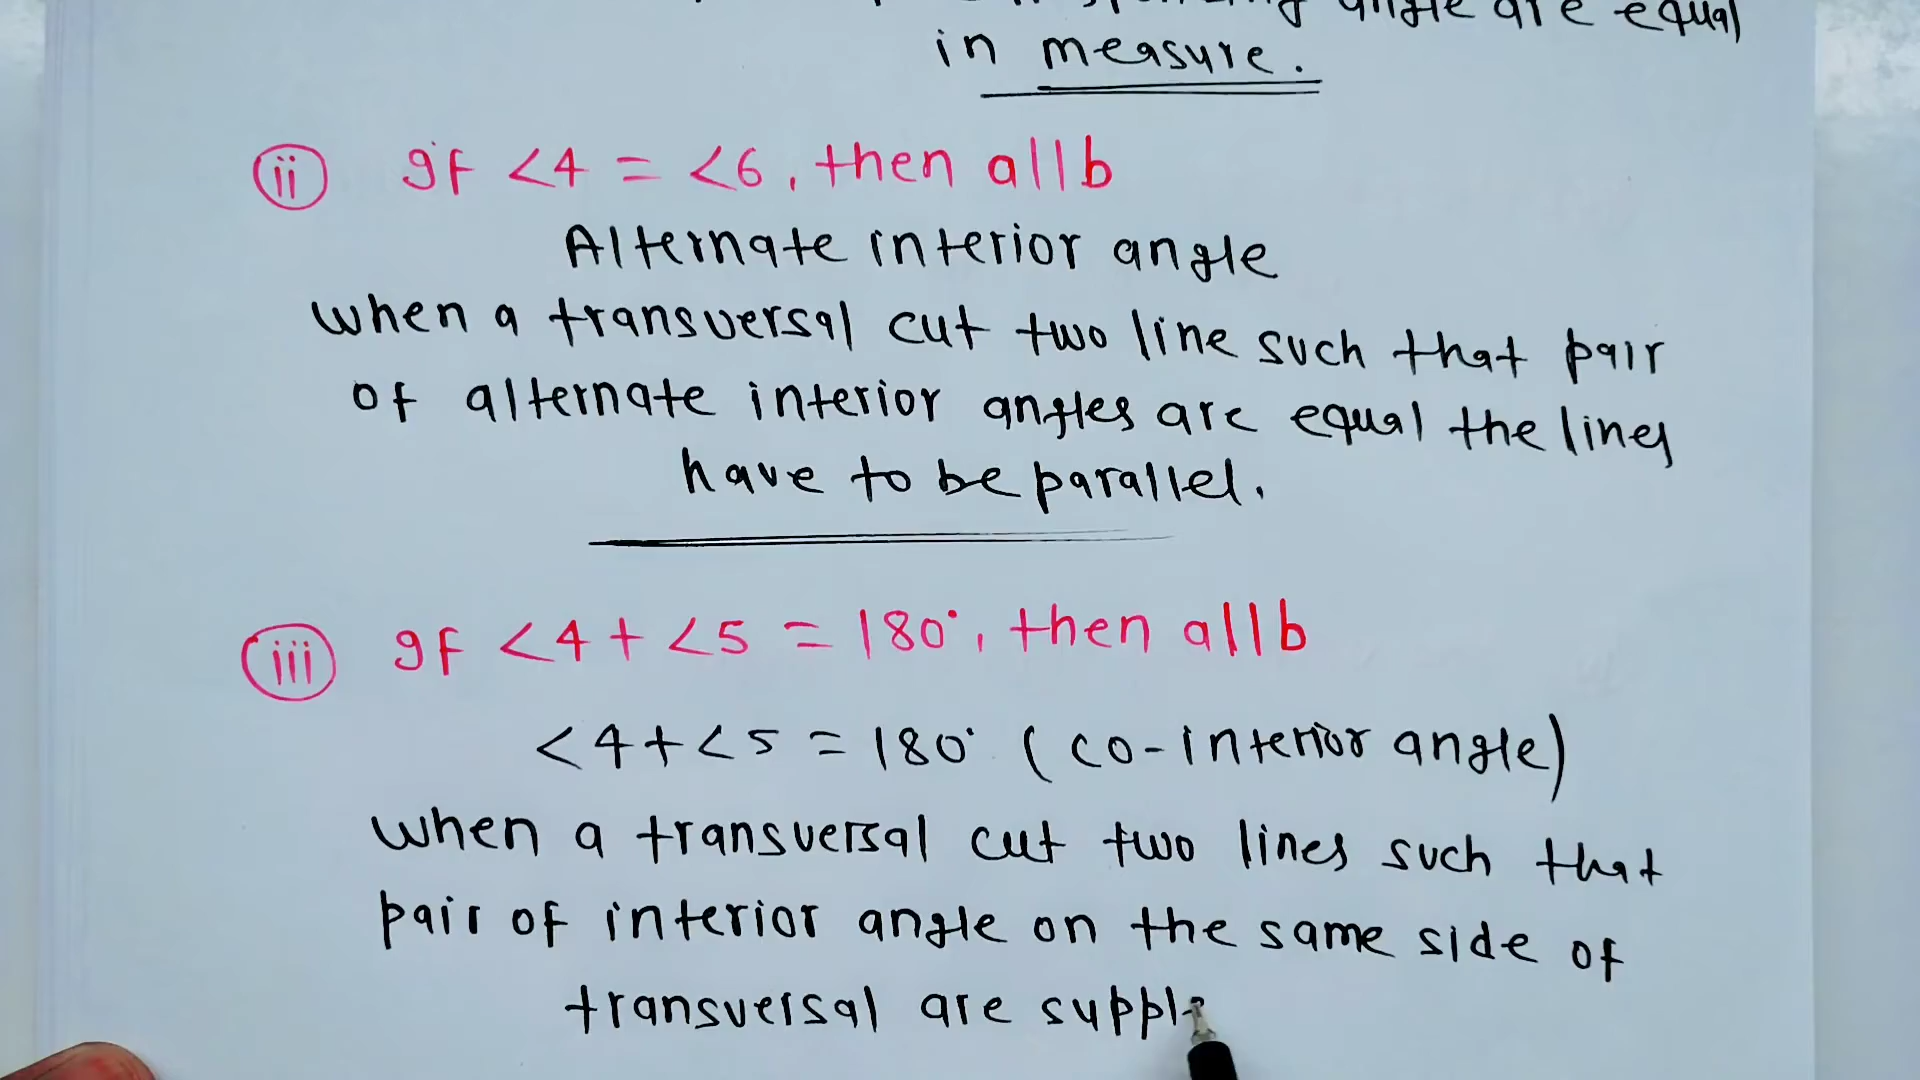 angle are equal
in measure.
ii If <4 = <6, then a||b
Alternate interior angle
when a transversal cut two line such that pair
of alternate interior angles are equal the lines
have to be parallel.
iii If <4 + <5 = 180°, then a||b
<4+<5 = 180° (co-interior angle)
when a transversal cut two lines such that
pair of interior angle on the same side of
transversal are supple